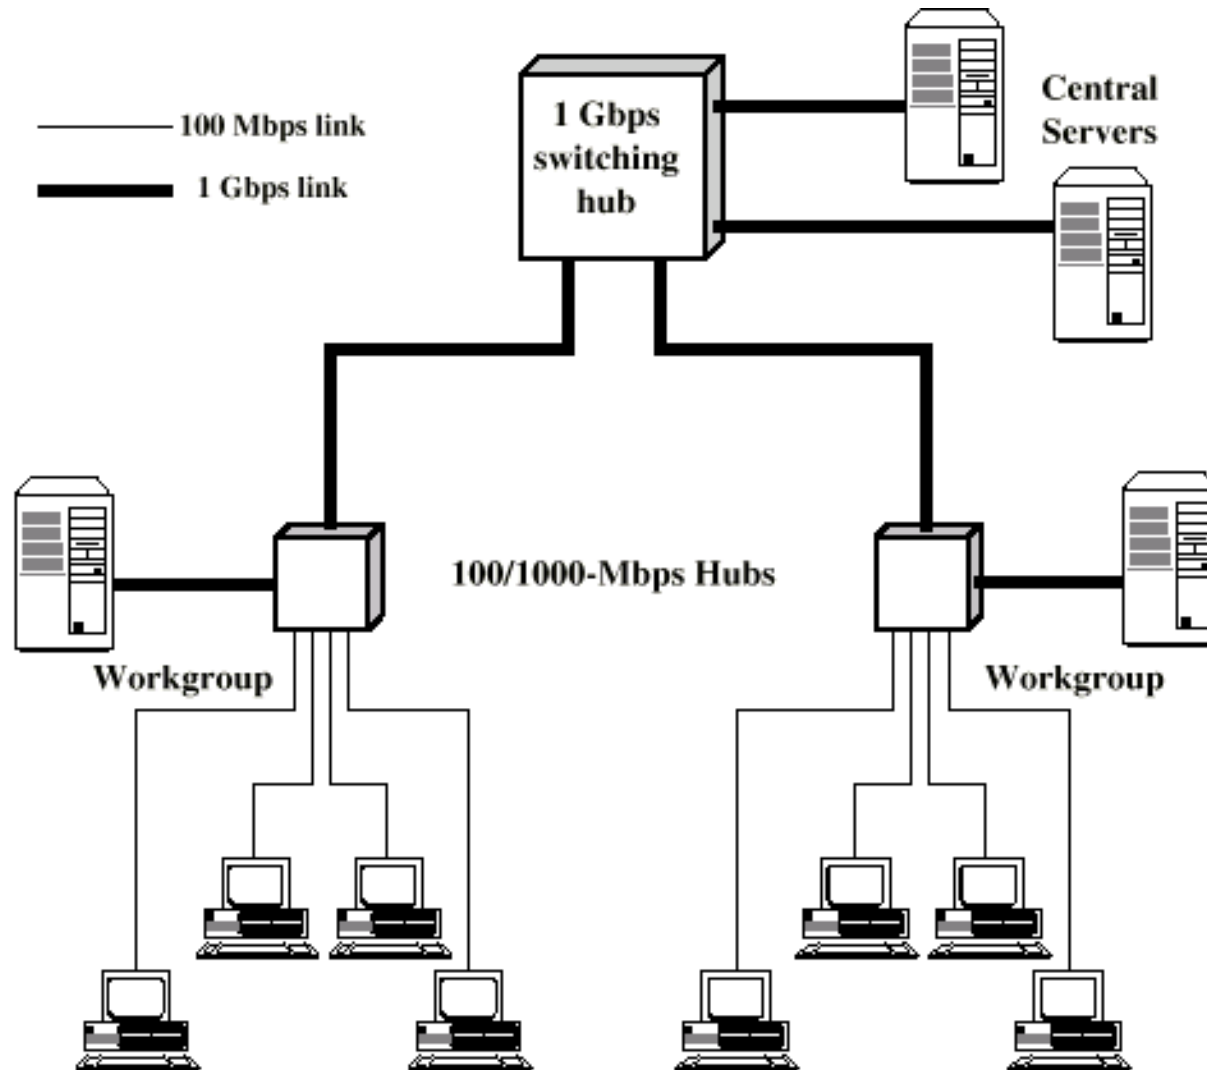 100 Mbps link
1 Gbps link
1 Gbps
switching
hub
Central
Servers
100/1000-Mbps Hubs
Workgroup
Workgroup